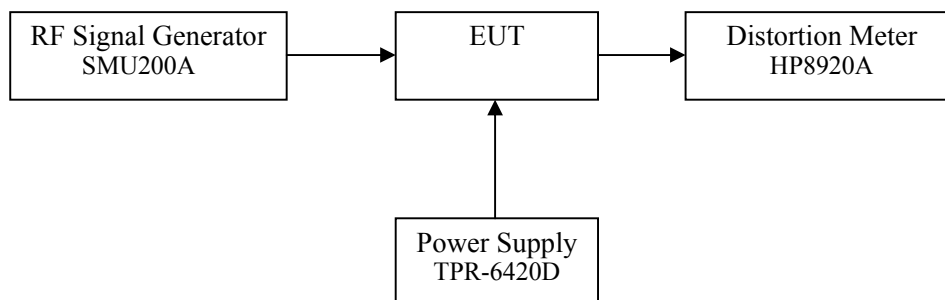 RF Signal Generator
SMU200A
EUT
Distortion Meter
HP8920A
Power Supply
TPR-6420D